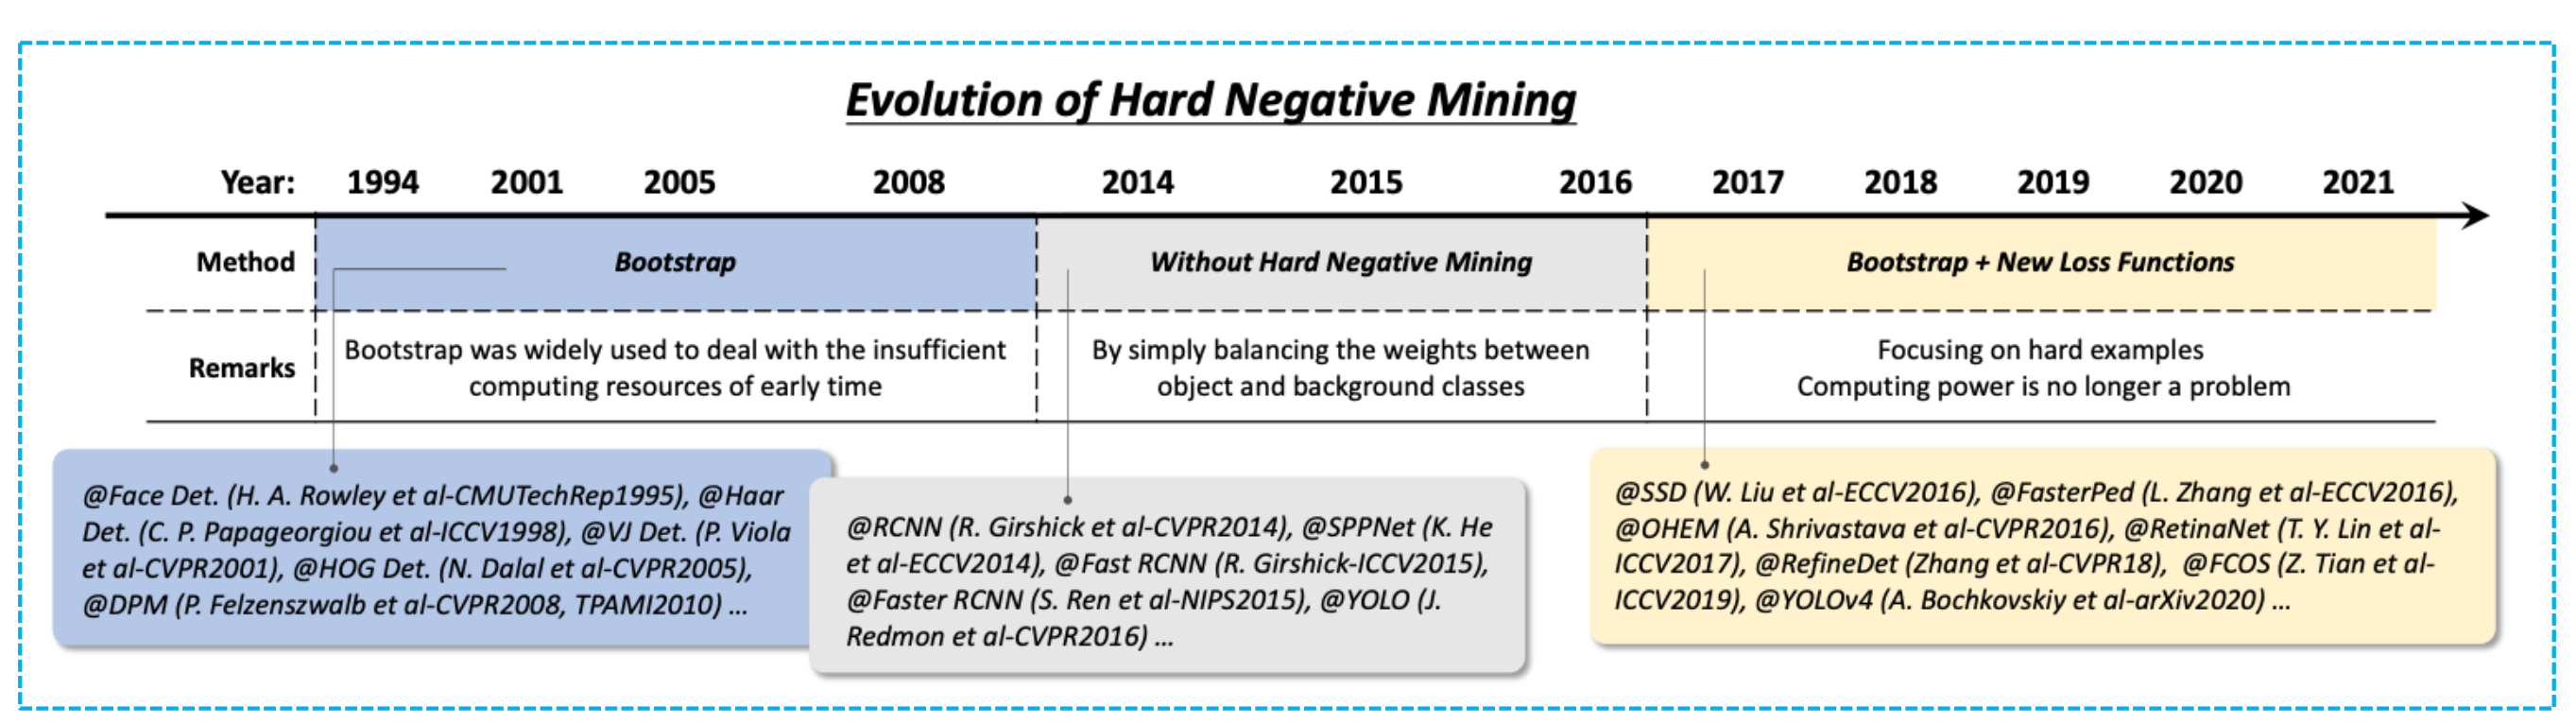 Evolution of Hard Negative Mining
Year: 1994 2001 2005 2008 2014 2015 2016 2017 2018 2019 2020 2021
Method Bootstrap Without Hard Negative Mining Bootstrap + New Loss Functions
Remarks
Bootstrap was widely used to deal with the insufficient
computing resources of early time
By simply balancing the weights between
object and background classes
Focusing on hard examples
Computing power is no longer a problem
@Face Det. (H. A. Rowley et al-CMUTechRep1995), @Haar
Det. (C. P. Papageorgiou et al-ICCV1998), @VJ Det. (P. Viola
et al-CVPR2001), @HOG Det. (N. Dalal et al-CVPR2005),
@DPM (P. Felzenszwalb et al-CVPR2008, TPAMI2010) ...
@RCNN (R. Girshick et al-CVPR2014), @SPPNet (K. He
et al-ECCV2014), @Fast RCNN (R. Girshick-ICCV2015),
@Faster RCNN (S. Ren et al-NIPS2015), @YOLO (J.
Redmon et al-CVPR2016) ...
@SSD (W. Liu et al-ECCV2016), @FasterPed (L. Zhang et al-ECCV2016),
@OHEM (A. Shrivastava et al-CVPR2016), @RetinaNet (T. Y. Lin et al-
ICCV2017), @RefineDet (Zhang et al-CVPR18), @FCOS (Z. Tian et al-
ICCV2019), @YOLOv4 (A. Bochkovskiy et al-arXiv2020) ...